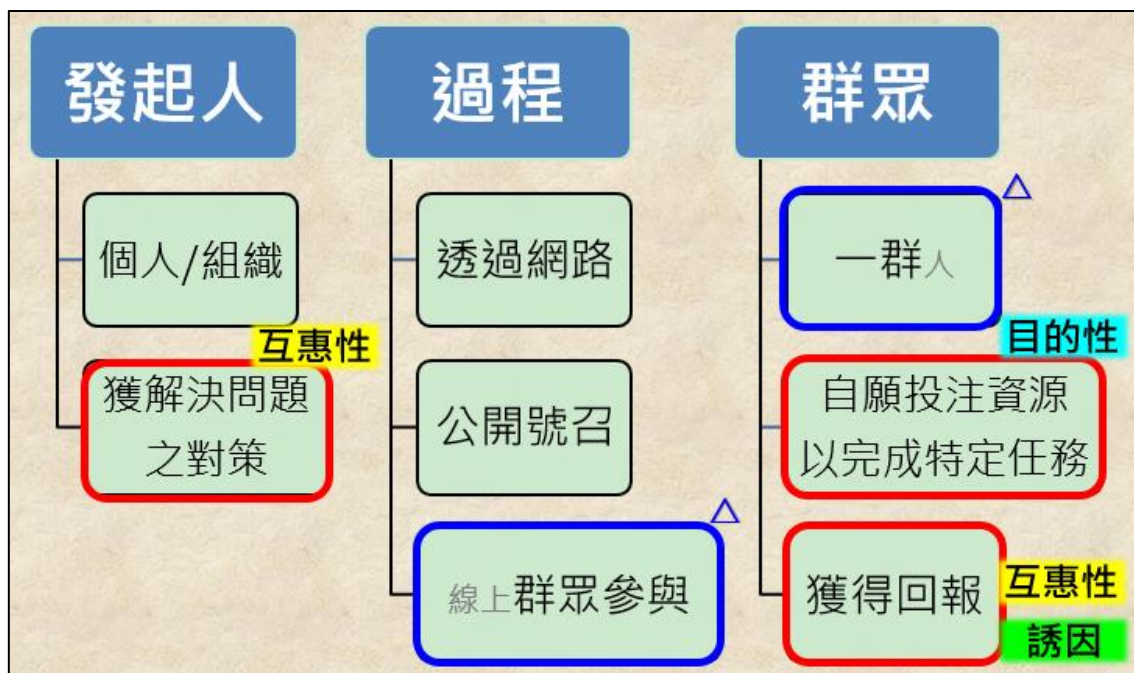 發起人
個人/組織
互惠性
獲解決問題
之對策
過程
透過網路
公開號召
△
線上群眾參與
群眾
△
一群人
目的性
自願投注資源
以完成特定任務
獲得回報
互惠性
誘因